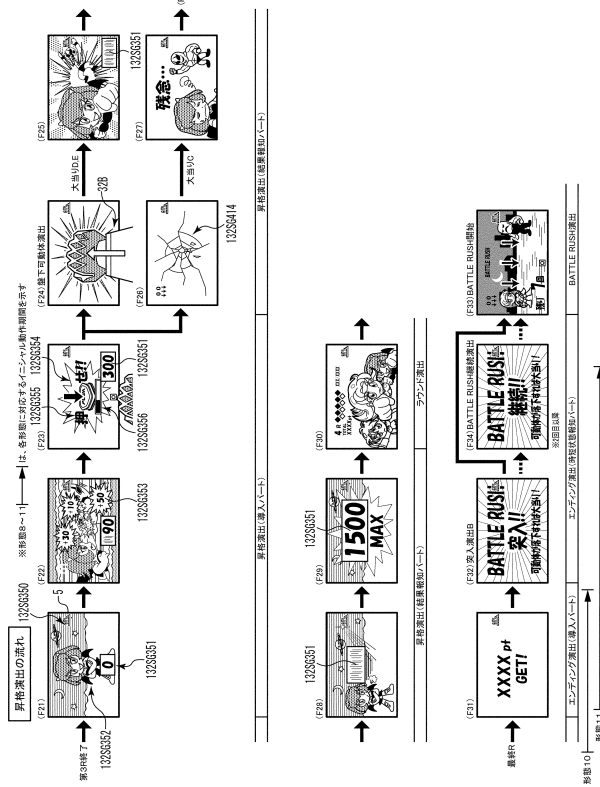 昇格演出の流れ
※形態8～11 は、各形態に対応するイニシャル動作期間を示す
第3R終了
(F21)
132SG350
5
0
132SG352
132SG351
(F22)
+30
+10
+50
90
132SG353
(F23)
132SG355
132SG354
押せ!!
300
132SG351
132SG356
(F24)盤下可動体演出
32B
大当りD,E
(F25)
132SG351
(F26)
132SG414
大当りC
(F27)
残念…
昇格演出(導入パート)
昇格演出(結果報知パート)
(F28)
132SG351
(F29)
132SG351
1500
MAX
(F30)
4 R
TOTAL
XXXX
昇格演出(結果報知パート)
ラウンド演出
最終R
(F31)
XXXX pt
GET!
(F32)突入演出B
BATTLE RUSH
突入!!
可動体が落下すれば大当り!
(F34)BATTLE RUSH継続演出
BATTLE RUSH
継続!!
可動体が落下すれば大当り!
※2回目以降
(F33)BATTLE RUSH開始
BATTLE RUSH
残り
エンディング演出(導入パート)
エンディング演出(時短状態報知パート)
BATTLE RUSH演出
形態10
形態11